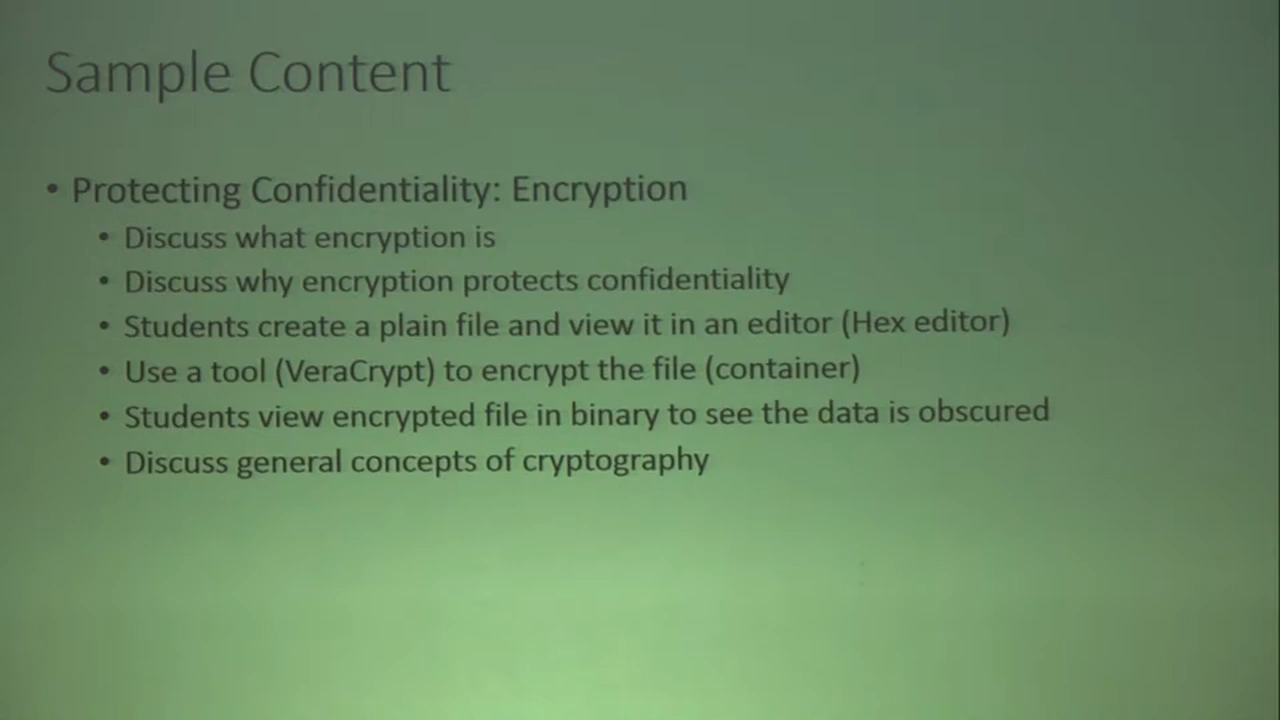 Sample Content
• Protecting Confidentiality: Encryption
• Discuss what encryption is
• Discuss why encryption protects confidentiality
• Students create a plain file and view it in an editor (Hex editor)
• Use a tool (VeraCrypt) to encrypt the file (container)
• Students view encrypted file in binary to see the data is obscured
• Discuss general concepts of cryptography